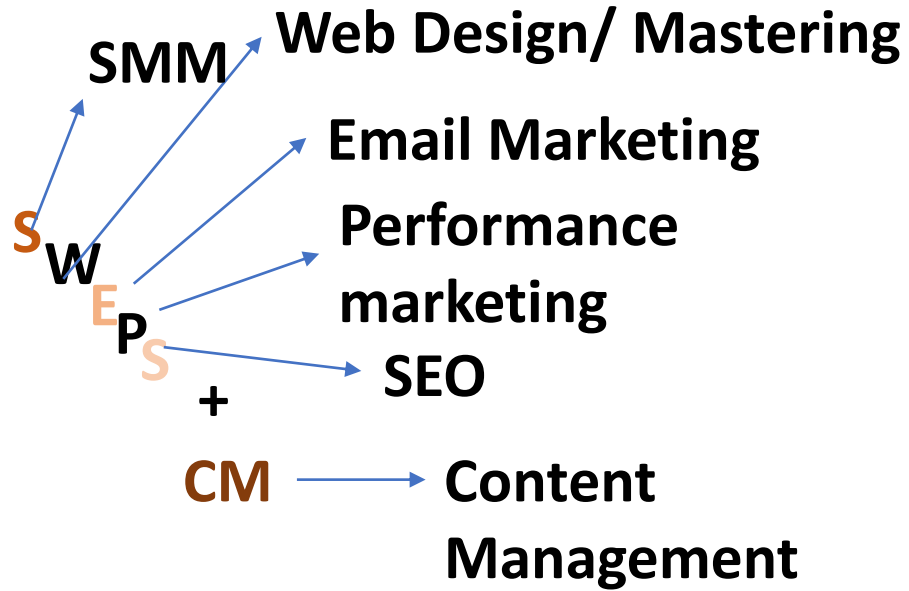 SMM
Web Design/ Mastering
Email Marketing
Performance
marketing
S
W
E
P
S
SEO
+
CM
Content
Management